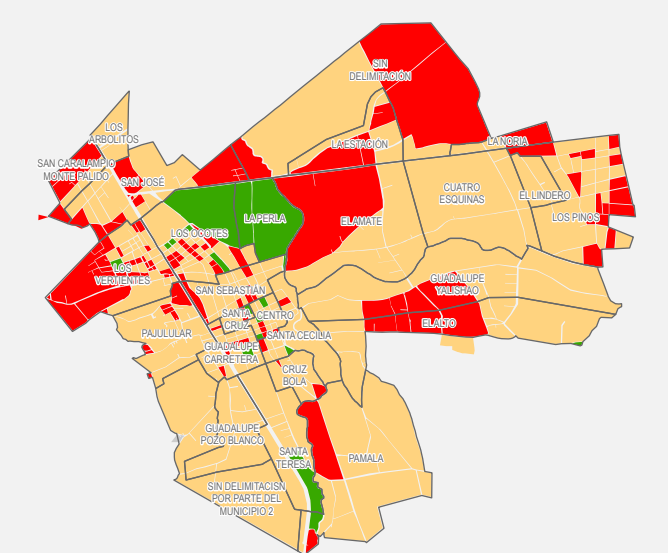 SIN
DELIMITACIÓN
LOS
ARBOLITOS
LA ESTACIÓN
LA NORIA
SAN CARALAMPIO
MONTE PALIDO
SAN JOSÉ
CUATRO
ESQUINAS
EL LINDERO
LOS PINOS
LA PERLA
EL AMATE
LOS OCOTES
LOS
VERTIENTES
SAN SEBASTIÁN
GUADALUPE
YALISHAO
SANTA
CRUZ
CENTRO
EL ALTO
PAJULULAR
SANTA CECILIA
GUADALUPE
CARRETERA
CRUZ
BOLA
GUADALUPE
POZO BLANCO
SANTA
TERESA
PAMALA
SIN DELIMITACISN
POR PARTE DEL
MUNICIPIO 2